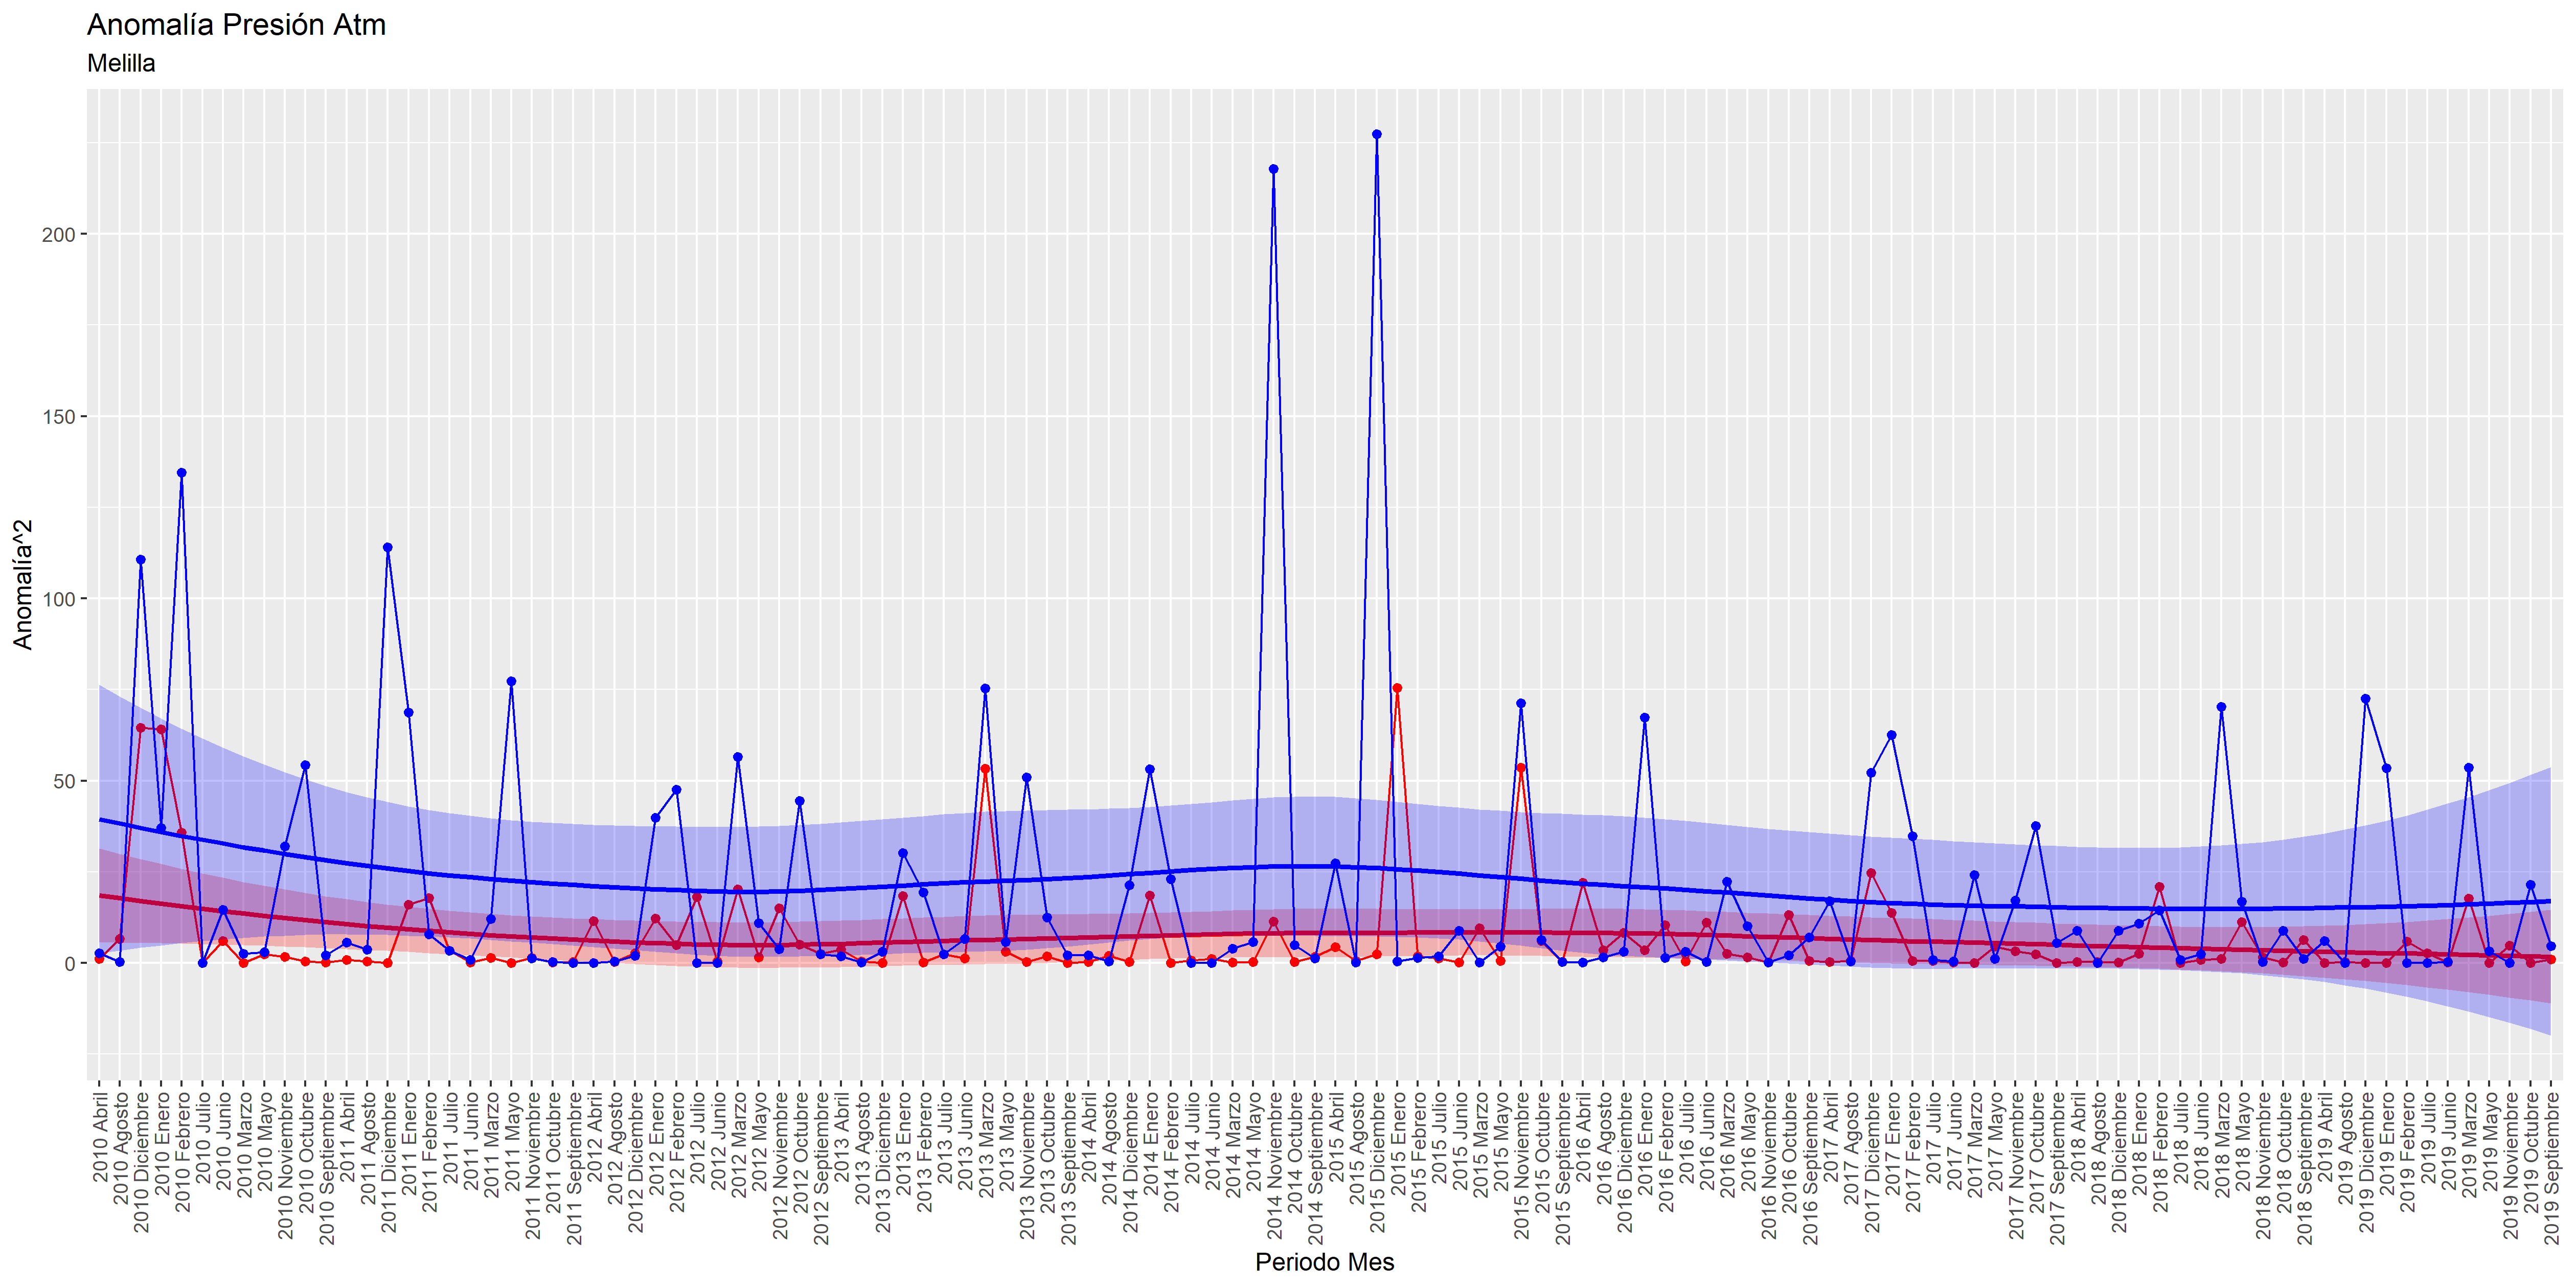 Anomalía Presión Atm
Melilla
Anomalía^2
200
150
100
50
0
2010 Abril
2010 Agosto
2010 Diciembre
2010 Enero
2010 Febrero
2010 Julio
2010 Junio
2010 Marzo
2010 Mayo
2010 Noviembre
2010 Octubre
2010 Septiembre
2011 Abril
2011 Agosto
2011 Diciembre
2011 Enero
2011 Febrero
2011 Julio
2011 Junio
2011 Marzo
2011 Mayo
2011 Noviembre
2011 Octubre
2011 Septiembre
2012 Abril
2012 Agosto
2012 Diciembre
2012 Enero
2012 Febrero
2012 Julio
2012 Junio
2012 Marzo
2012 Mayo
2012 Noviembre
2012 Octubre
2012 Septiembre
2013 Abril
2013 Agosto
2013 Diciembre
2013 Enero
2013 Febrero
2013 Julio
2013 Junio
2013 Marzo
2013 Mayo
2013 Noviembre
2013 Octubre
2013 Septiembre
2014 Abril
2014 Agosto
2014 Diciembre
2014 Enero
2014 Febrero
2014 Julio
2014 Junio
2014 Marzo
2014 Mayo
2014 Noviembre
2014 Octubre
2014 Septiembre
2015 Abril
2015 Agosto
2015 Diciembre
2015 Enero
2015 Febrero
2015 Julio
2015 Junio
2015 Marzo
2015 Mayo
2015 Noviembre
2015 Octubre
2015 Septiembre
2016 Abril
2016 Agosto
2016 Diciembre
2016 Enero
2016 Febrero
2016 Julio
2016 Junio
2016 Marzo
2016 Mayo
2016 Noviembre
2016 Octubre
2016 Septiembre
2017 Abril
2017 Agosto
2017 Diciembre
2017 Enero
2017 Febrero
2017 Julio
2017 Junio
2017 Marzo
2017 Mayo
2017 Noviembre
2017 Octubre
2017 Septiembre
2018 Abril
2018 Agosto
2018 Diciembre
2018 Enero
2018 Febrero
2018 Julio
2018 Junio
2018 Marzo
2018 Mayo
2018 Noviembre
2018 Octubre
2018 Septiembre
2019 Abril
2019 Agosto
2019 Diciembre
2019 Enero
2019 Febrero
2019 Julio
2019 Junio
2019 Marzo
2019 Mayo
2019 Noviembre
2019 Octubre
2019 Septiembre
Periodo Mes